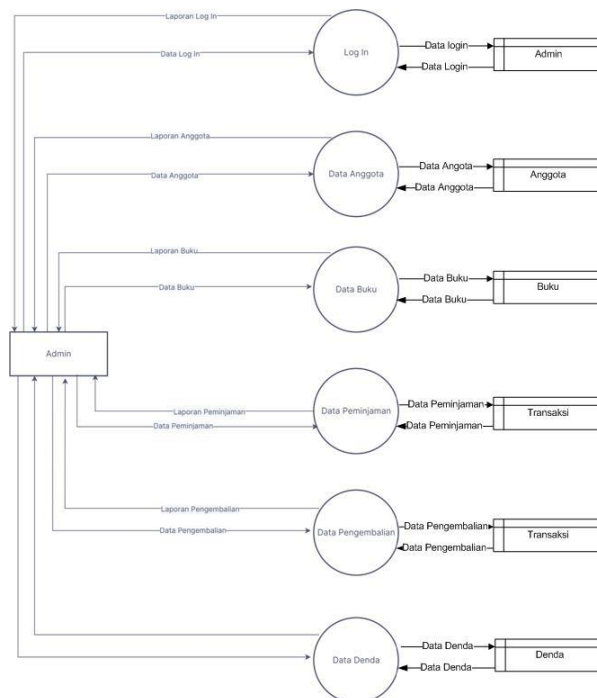 Laporan Log In
Data Log In
Log In
Data login
Data Login
Admin
Laporan Anggota
Data Anggota
Data Anggota
Data Angota
Data Anggota
Anggota
Laporan Buku
Data Buku
Data Buku
Data Buku
Data Buku
Buku
Admin
Laporan Peminjaman
Data Peminjaman
Data Peminjaman
Data Peminjaman
Data Peminjaman
Transaksi
Laporan Pengembalian
Data Pengembalian
Data Pengembalian
Data Pengembalian
Data Pengembalian
Transaksi
Data Denda
Data Denda
Data Denda
Denda